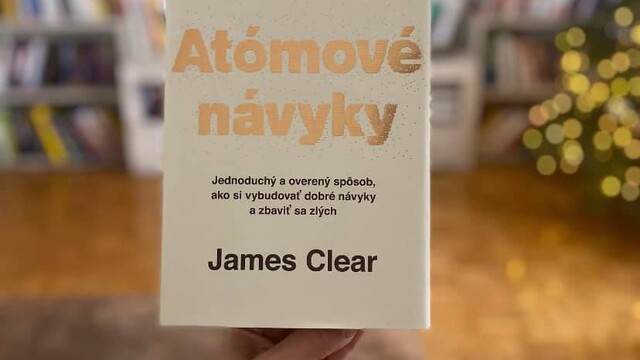 Atómové
návyky
Jednoduchý a overený spôsob,
ako si vybudovať dobré návyky
a zbaviť sa zlých
James Clear